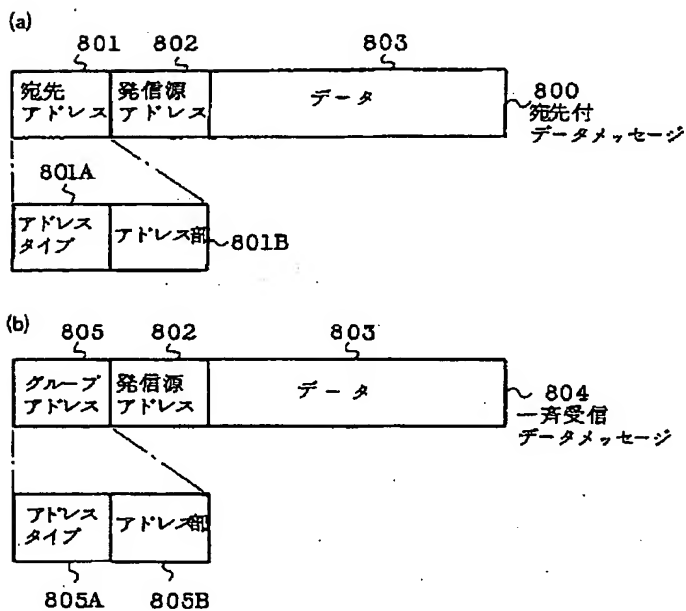 (a)
801 802 803
宛先 発信源 データ
アドレス アドレス
800
宛先付
データメッセージ
801A
アドレス アドレス部
タイプ
801B
(b)
805 802 803
グループ 発信源 データ
アドレス アドレス
804
一斉受信
データメッセージ
アドレス アドレス部
タイプ
805A 805B